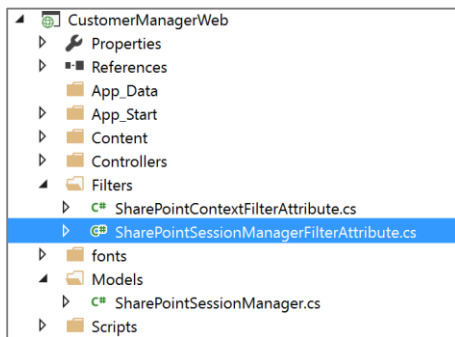 CustomerManagerWeb
Properties
References
App_Data
App_Start
Content
Controllers
Filters
C# SharePointContextFilterAttribute.cs
C# SharePointSessionManagerFilterAttribute.cs
fonts
Models
C# SharePointSessionManager.cs
Scripts